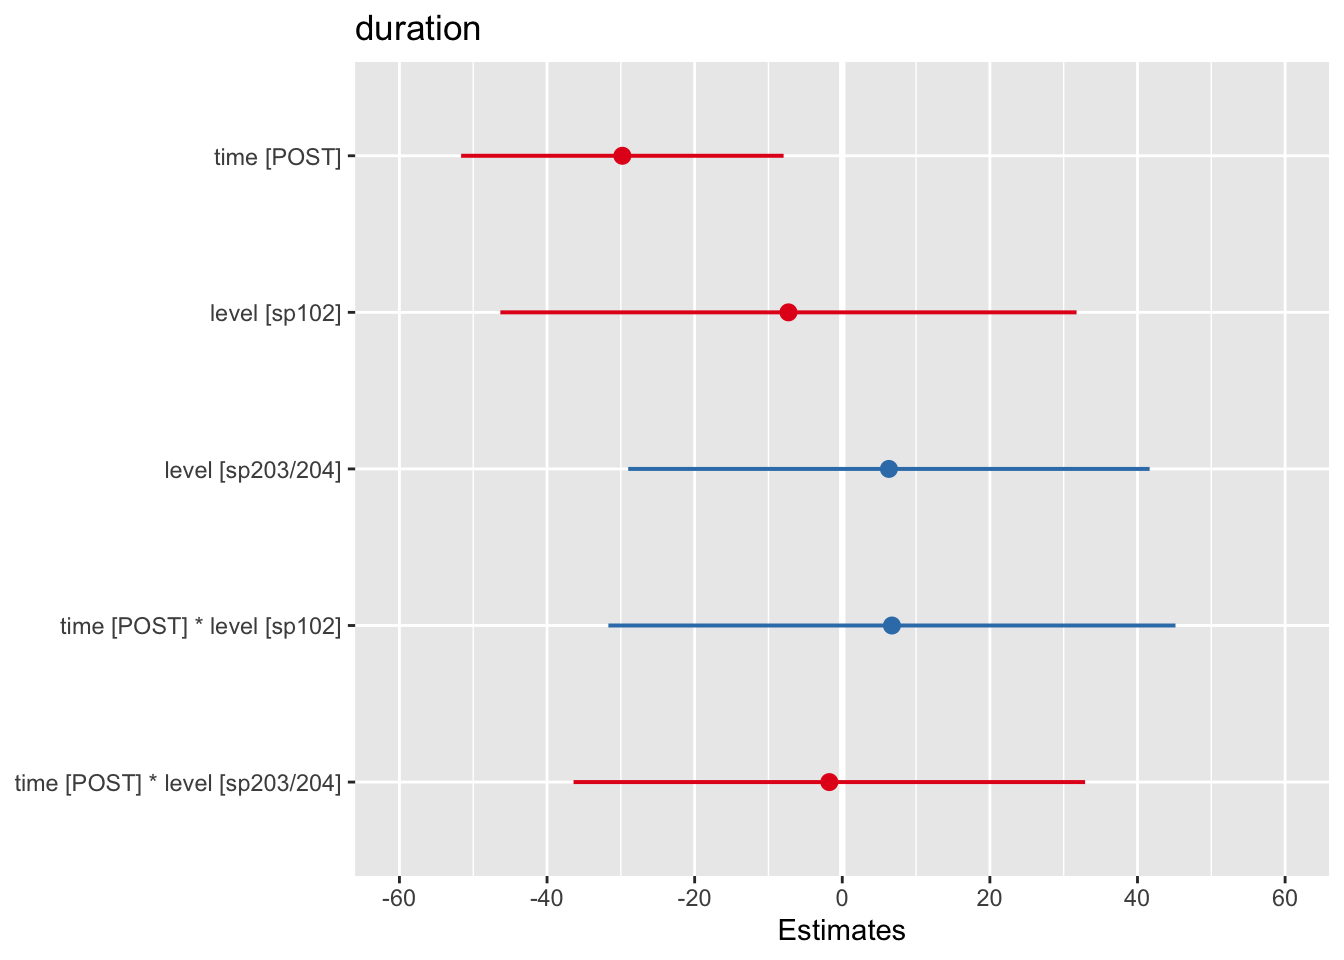 duration
time [POST]
level [sp102]
level [sp203/204]
time [POST] * level [sp102]
time [POST] * level [sp203/204]
-60 -40 -20 0 20 40 60
Estimates